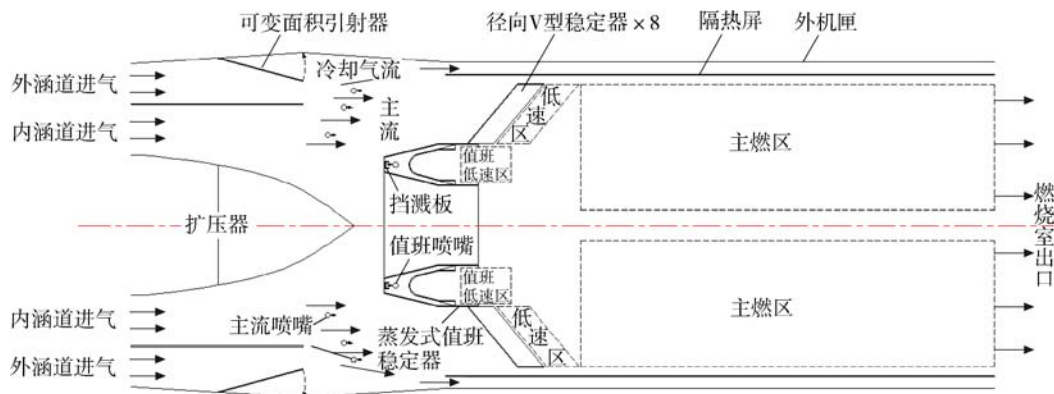 可变面积引射器
径向V型稳定器×8
隔热屏
外机匣
外涵道进气
冷却气流
主流
低速区
内涵道进气
主燃区
值班
低速区
挡溅板
扩压器
燃烧室出口
值班喷嘴
值班
低速区
内涵道进气
主流喷嘴
蒸发式值班
稳定器
低速区
主燃区
外涵道进气